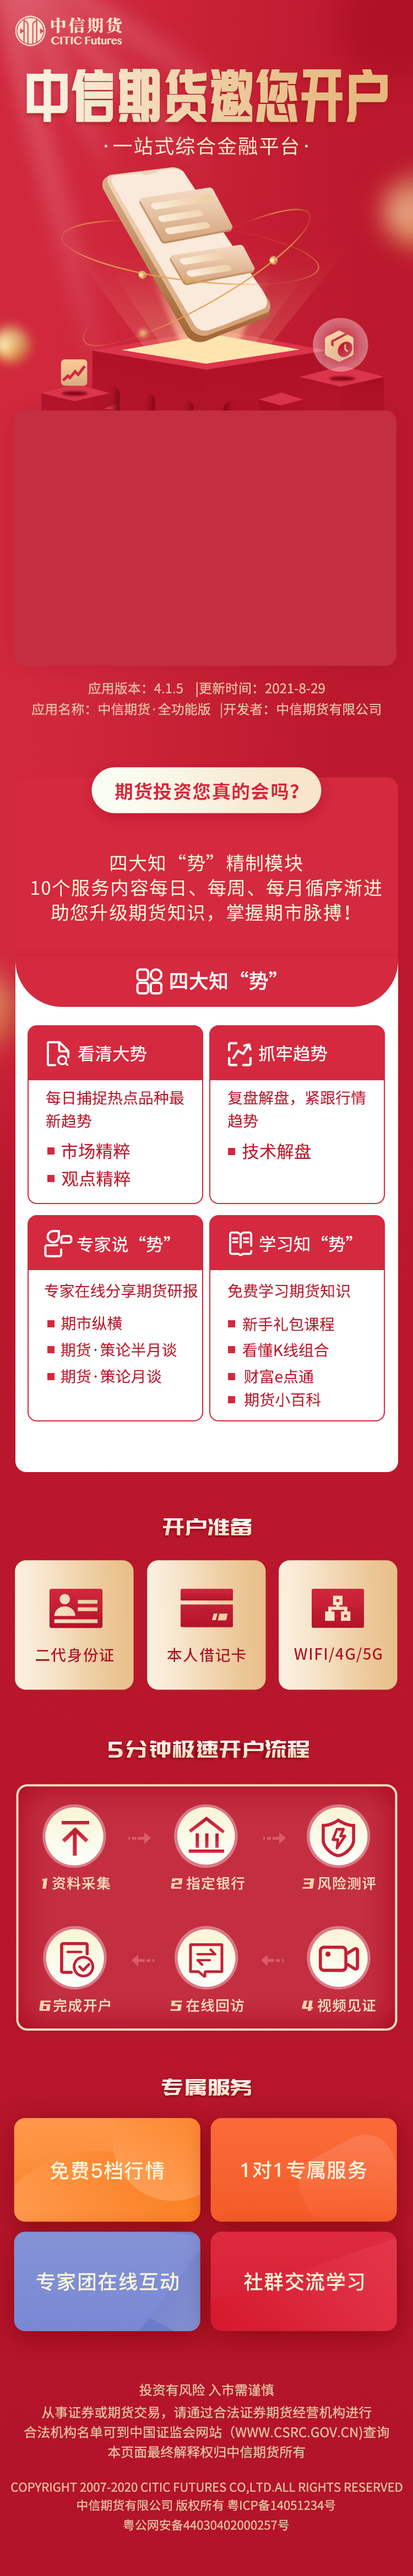 中信期货
CITIC Futures
中信期货邀您开户
·一站式综合金融平台·
应用版本：4.1.5 |更新时间：2021-8-29
应用名称：中信期货·全功能版 |开发者：中信期货有限公司
期货投资您真的会吗？
四大知“势”精制模块
10个服务内容每日、每周、每月循序渐进
助您升级期货知识，掌握期市脉搏！
四大知“势”
看清大势
每日捕捉热点品种最
新趋势
市场精粹
观点精粹
抓牢趋势
复盘解盘，紧跟行情
趋势
技术解盘
专家说“势”
专家在线分享期货研报
期市纵横
期货·策论半月谈
期货·策论月谈
学习知“势”
免费学习期货知识
新手礼包课程
看懂K线组合
财富e点通
期货小百科
开户准备
二代身份证
本人借记卡
WIFI/4G/5G
5分钟极速开户流程
1 资料采集
2 指定银行
3 风险测评
6 完成开户
5 在线回访
4 视频见证
专属服务
免费5档行情
1对1专属服务
专家团在线互动
社群交流学习
投资有风险 入市需谨慎
从事证券或期货交易，请通过合法证券期货经营机构进行
合法机构名单可到中国证监会网站（WWW.CSRC.GOV.CN)查询
本页面最终解释权归中信期货所有
COPYRIGHT 2007-2020 CITIC FUTURES CO,LTD.ALL RIGHTS RESERVED
中信期货有限公司 版权所有 粤ICP备14051234号
粤公网安备44030402000257号